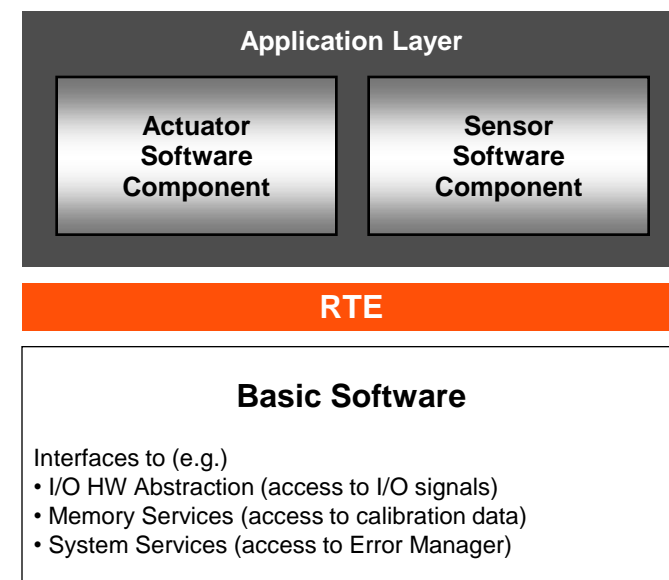 Application Layer
Actuator
Software
Component
Sensor
Software
Component
RTE
Basic Software
Interfaces to (e.g.)
• I/O HW Abstraction (access to I/O signals)
• Memory Services (access to calibration data)
• System Services (access to Error Manager)